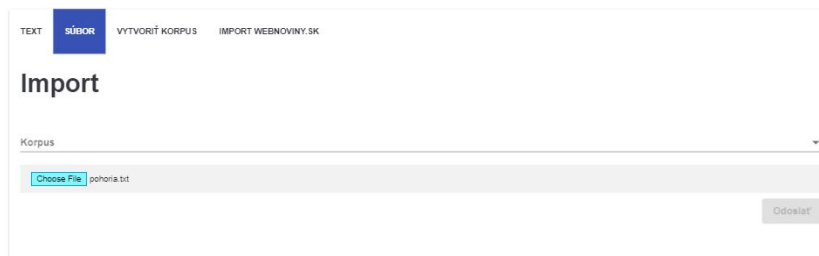 TEXT SÚBOR VYTVORIŤ KORPUS IMPORT WEBNOVINY.SK
Import
Korpus
Choose File pohoria.txt
Odoslať